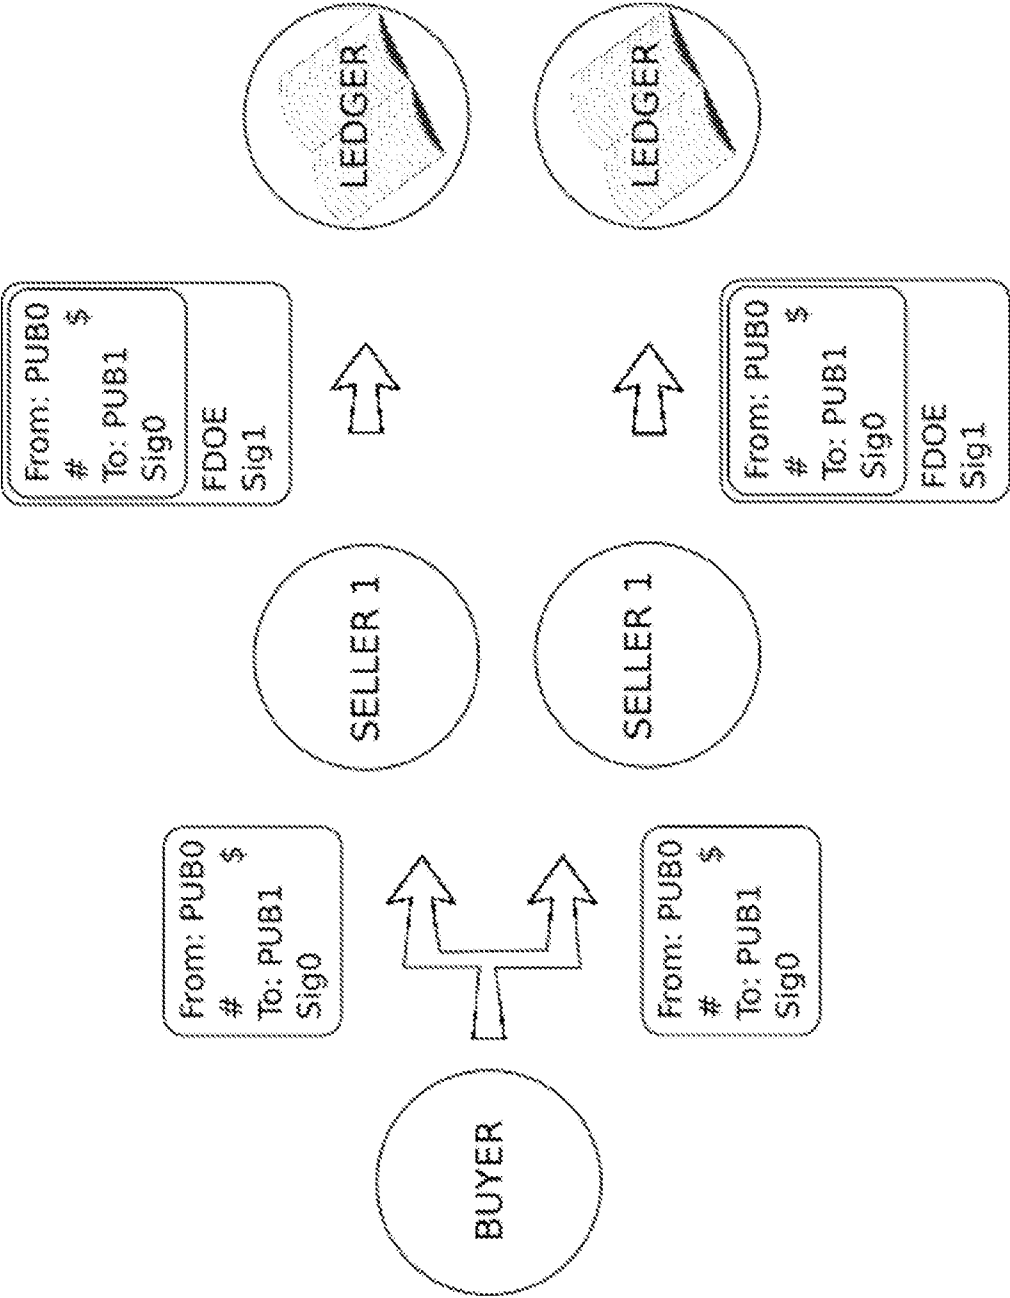 BUYER
From: PUB0
# $
To: PUB1
Sig0
From: PUB0
# $
To: PUB1
Sig0
SELLER 1
SELLER 1
From: PUB0
# $
To: PUB1
Sig0
FDOE
Sig1
From: PUB0
# $
To: PUB1
Sig0
FDOE
Sig1
LEDGER
LEDGER